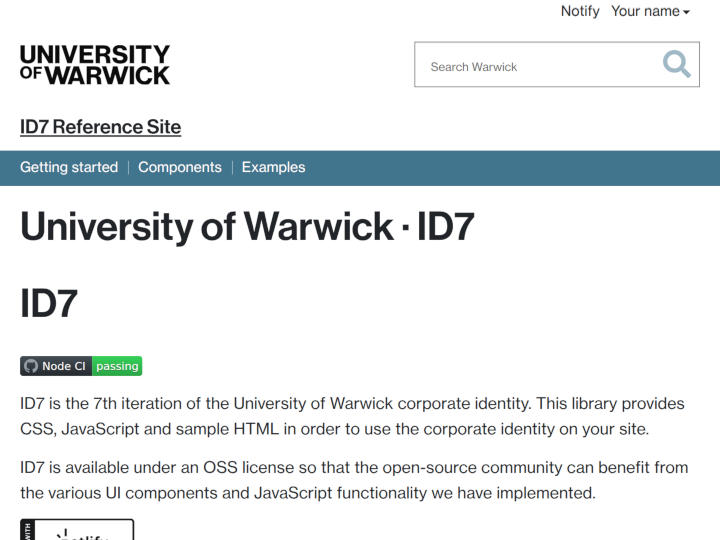 Notify Your name
UNIVERSITY
OF WARWICK
Search Warwick
ID7 Reference Site
Getting started Components Examples
University of Warwick · ID7
ID7
Node CI passing
ID7 is the 7th iteration of the University of Warwick corporate identity. This library provides
CSS, JavaScript and sample HTML in order to use the corporate identity on your site.
ID7 is available under an OSS license so that the open-source community can benefit from
the various UI components and JavaScript functionality we have implemented.
WITH